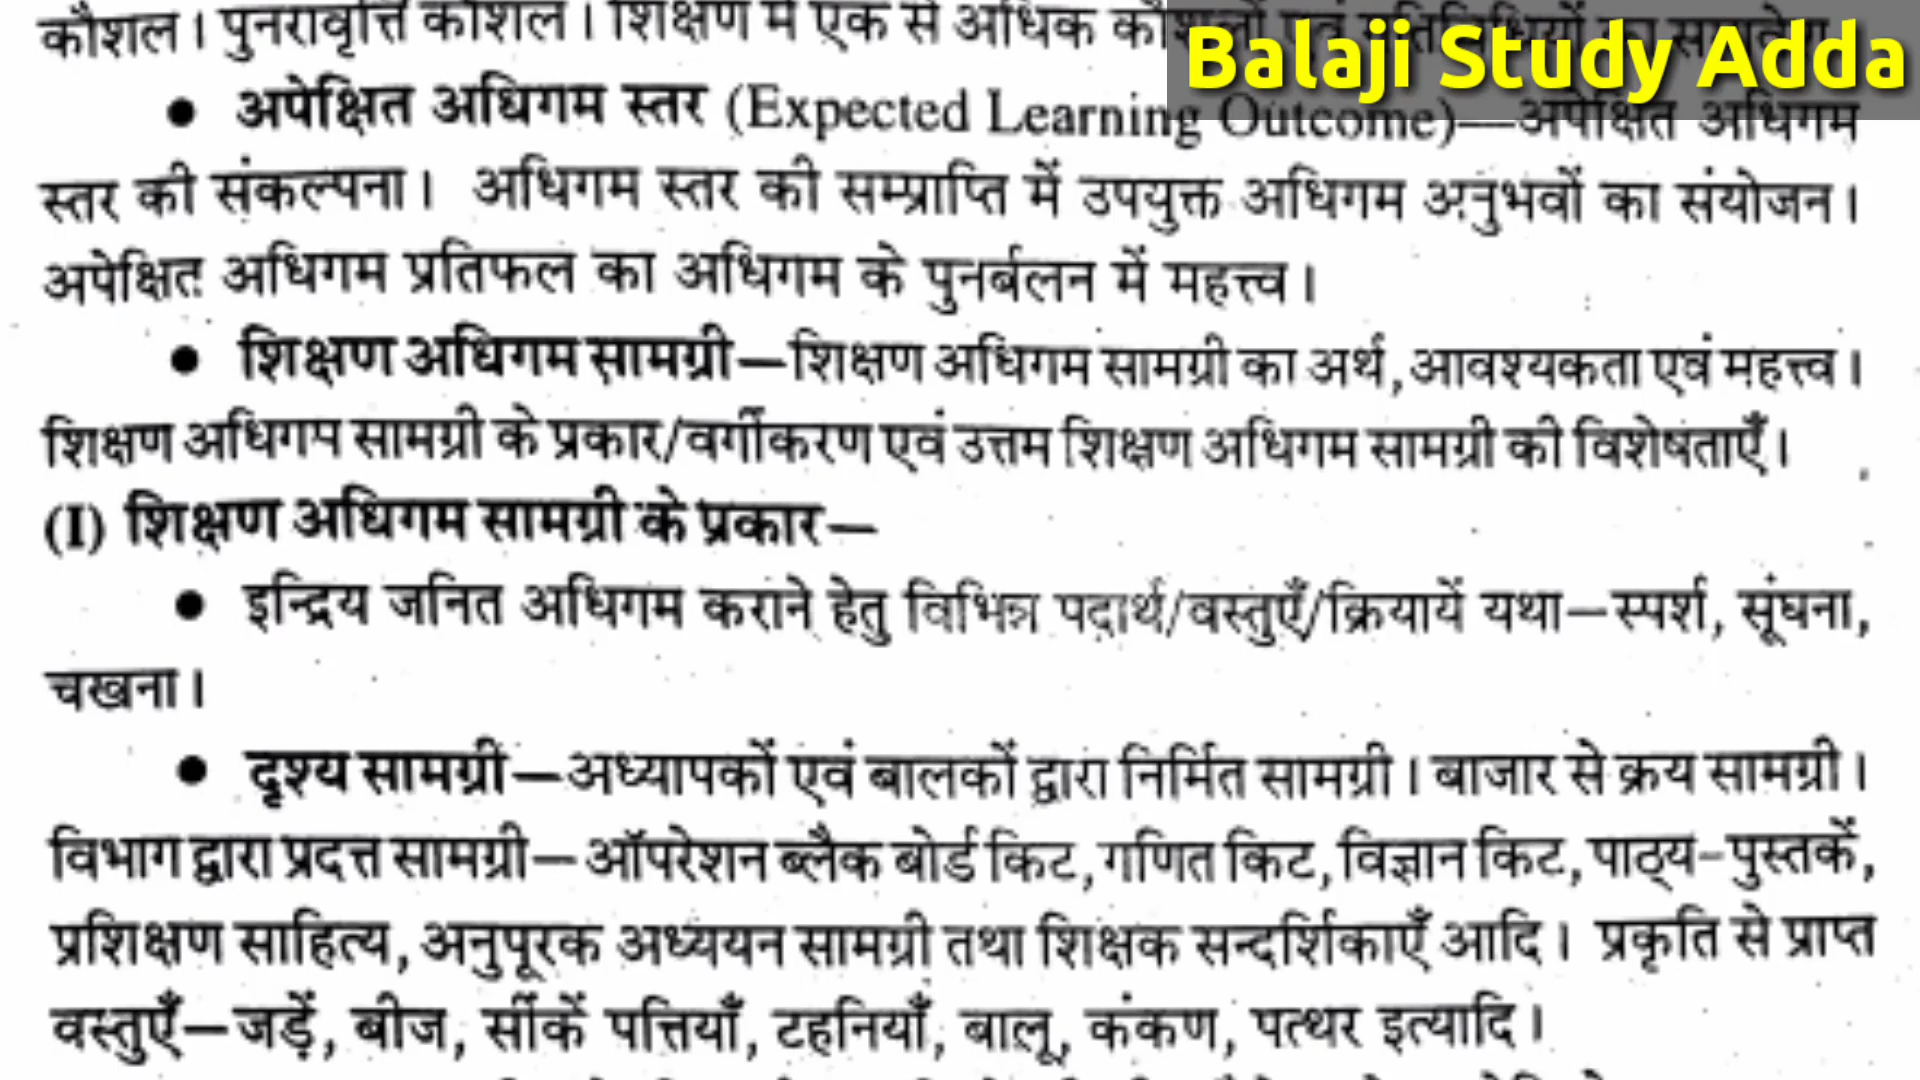 कौशल। पुनरावृत्ति कौशल। शिक्षण में एक से अधिक
Balaji Study Adda
● अपेक्षित अधिगम स्तर (Expected Learning Outcome)—अपेक्षित अधिगम
स्तर की संकल्पना। अधिगम स्तर की सम्प्राप्ति में उपयुक्त अधिगम अनुभवों का संयोजन।
अपेक्षित अधिगम प्रतिफल का अधिगम के पुनर्बलन में महत्त्व।
● शिक्षण अधिगम सामग्री—शिक्षण अधिगम सामग्री का अर्थ, आवश्यकता एवं महत्त्व।
शिक्षण अधिगम सामग्री के प्रकार/वर्गीकरण एवं उत्तम शिक्षण अधिगम सामग्री की विशेषताएँ।
(I) शिक्षण अधिगम सामग्री के प्रकार—
● इन्द्रिय जनित अधिगम कराने हेतु विभिन्न पदार्थ/वस्तुएँ/क्रियायें यथा—स्पर्श, सूंघना,
चखना।
● दृश्य सामग्री—अध्यापकों एवं बालकों द्वारा निर्मित सामग्री। बाजार से क्रय सामग्री।
विभाग द्वारा प्रदत्त सामग्री—ऑपरेशन ब्लैक बोर्ड किट, गणित किट, विज्ञान किट, पाठ्य-पुस्तकें,
प्रशिक्षण साहित्य, अनुपूरक अध्ययन सामग्री तथा शिक्षक सन्दर्शिकाएँ आदि। प्रकृति से प्राप्त
वस्तुएँ—जड़ें, बीज, सींकें पत्तियाँ, टहनियाँ, बालू, कंकण, पत्थर इत्यादि।